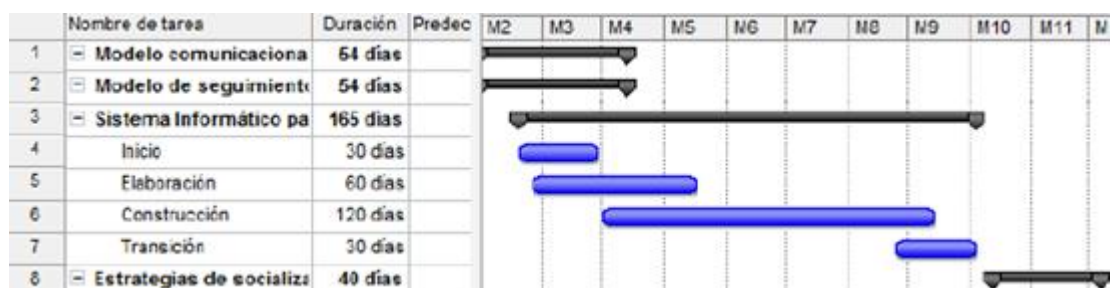 Nombre de tarea Duración Predec M2 M3 M4 M5 M6 M7 M8 M9 M10 M11 M
1 Modelo comunicaciona 54 días
2 Modelo de seguimient 54 días
3 Sistema Informático pa 165 días
4 Inicio 30 días
5 Elaboración 60 días
6 Construcción 120 días
7 Transición 30 días
8 Estrategias de socializa 40 días